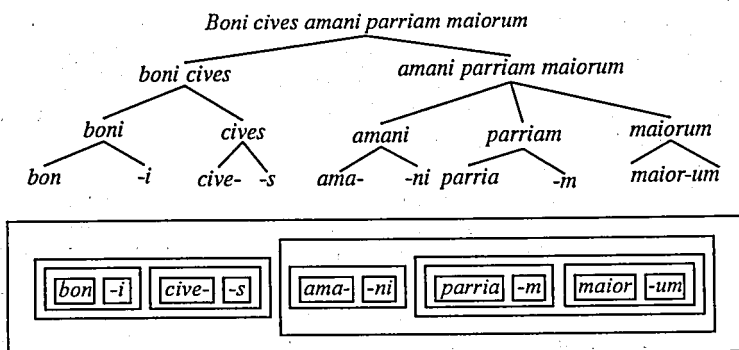 Boni cives amani parriam maiorum
boni cives amani parriam maiorum
boni cives amani parriam maiorum
bon -i cive- -s ama- -ni parria -m maior-um
bon -i cive- -s ama- -ni parria -m maior -um